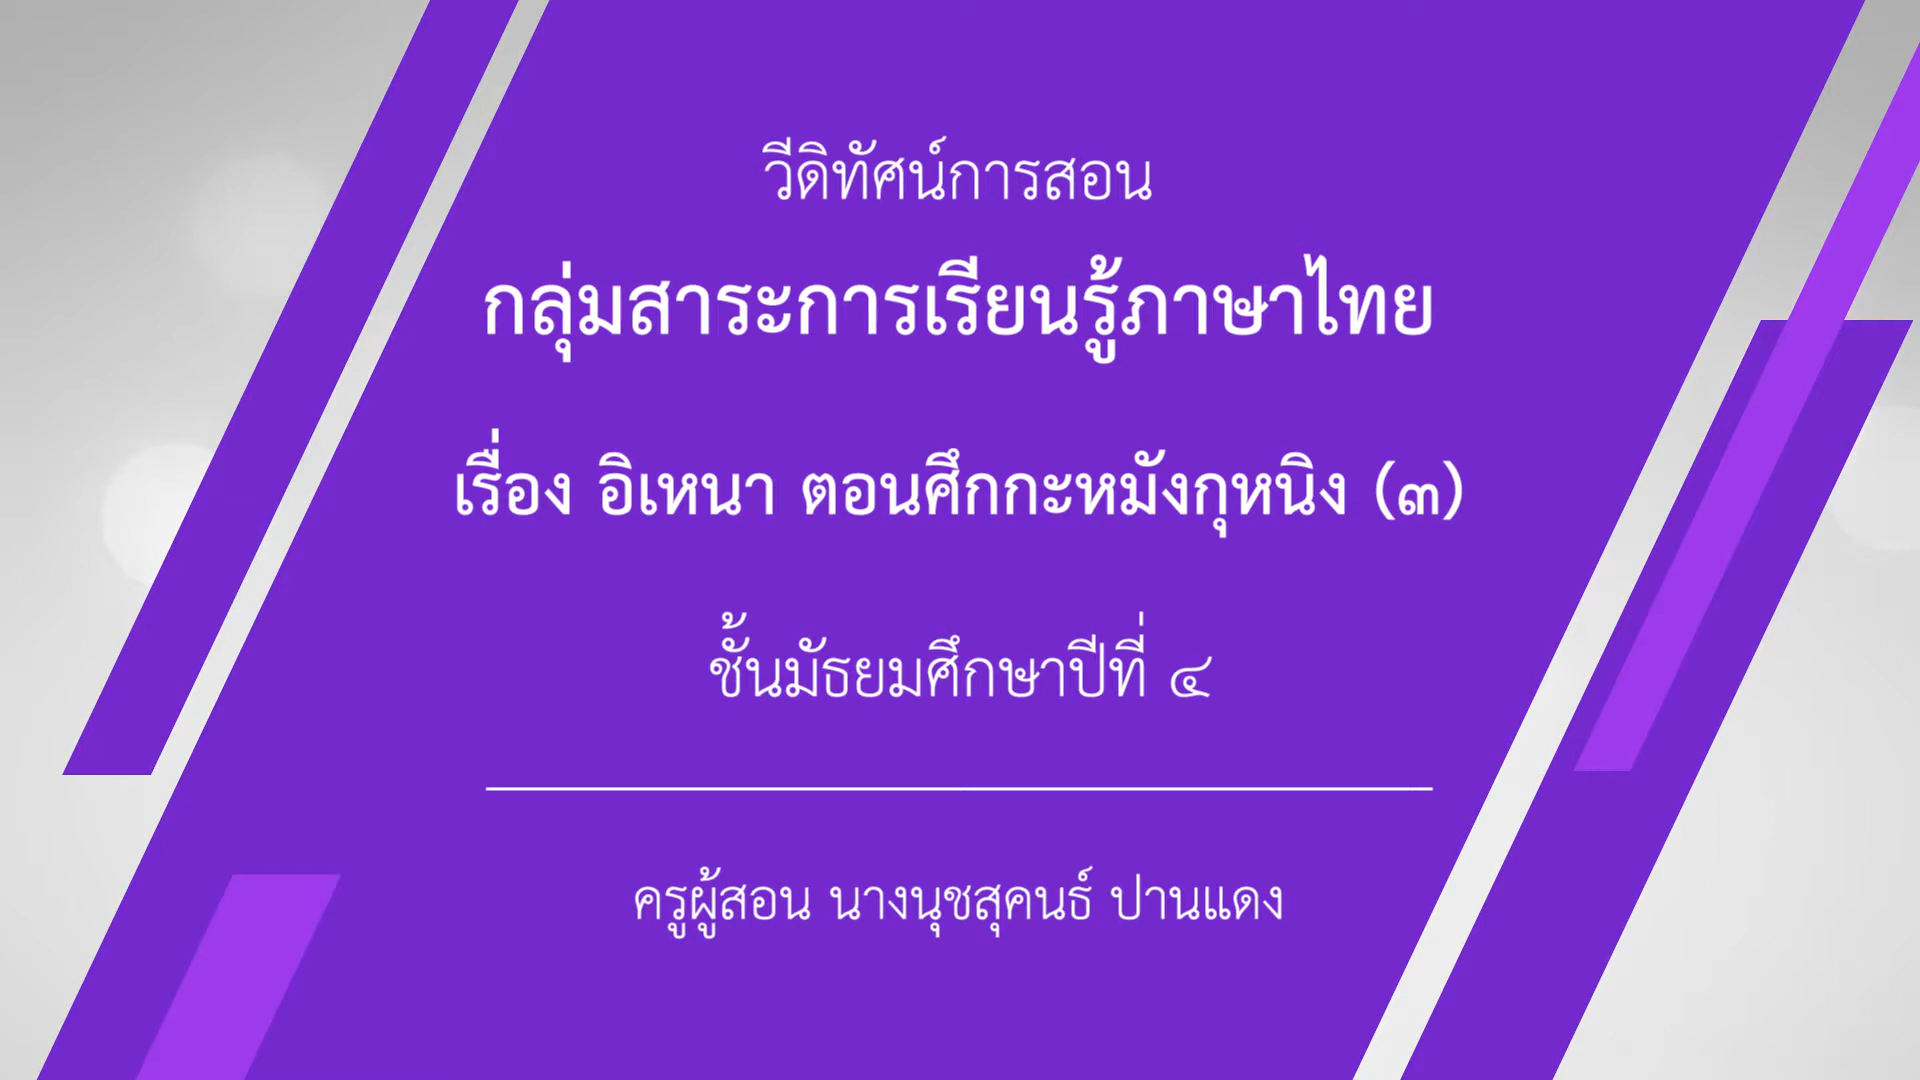 วีดิทัศน์การสอน
กลุ่มสาระการเรียนรู้ภาษาไทย
เรื่อง อิเหนา ตอนศึกกะหมังกุหนิง (๓)
ชั้นมัธยมศึกษาปีที่ ๔
ครูผู้สอน นางนุชสุคนธ์ ปานแดง